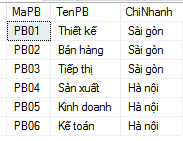 MaPB TenPB ChiNhanh
PB01 Thiết kế Sài gòn
PB02 Bán hàng Sài gòn
PB03 Tiếp thị Sài gòn
PB04 Sản xuất Hà nội
PB05 Kinh doanh Hà nội
PB06 Kế toán Hà nội